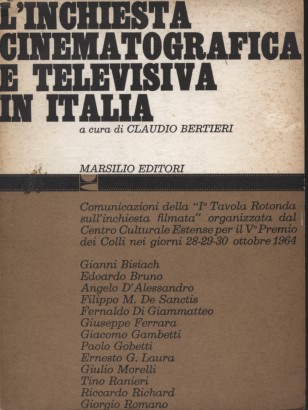 L'INCHIESTA
CINEMATOGRAFICA
E TELEVISIVA
IN ITALIA
a cura di CLAUDIO BERTIERI
MARSILIO EDITORI
Comunicazioni della "Iª Tavola Rotonda
sull'inchiesta filmata" organizzata dal
Centro Culturale Estense per il Vº Premio
dei Colli nei giorni 28-29-30 ottobre 1964
Gianni Bisiach
Edoardo Bruno
Angelo D'Alessandro
Filippo M. De Sanctis
Fernaldo Di Giammatteo
Giuseppe Ferrara
Giacomo Gambetti
Paolo Gobetti
Ernesto G. Laura
Giulio Morelli
Tino Ranieri
Riccardo Richard
Giorgio Romano